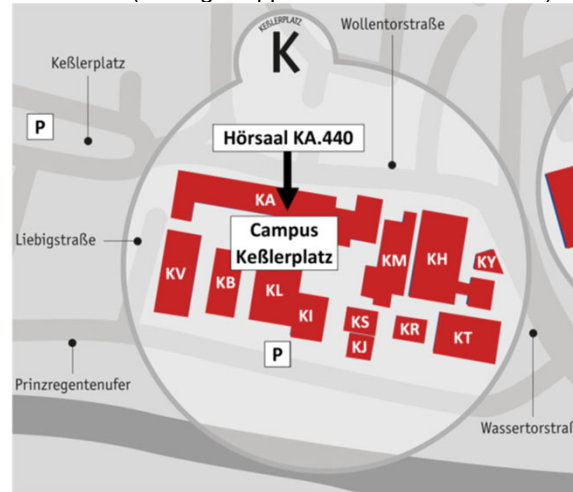 KEẞLERPLATZ
K
Wollentorstraße
Keßlerplatz
P
Hörsaal KA.440
KA
Campus
Keßlerplatz
Liebigstraße
KV
KB
KL
KI
KM
KH
KY
KS
KJ
KR
KT
P
Prinzregentenufer